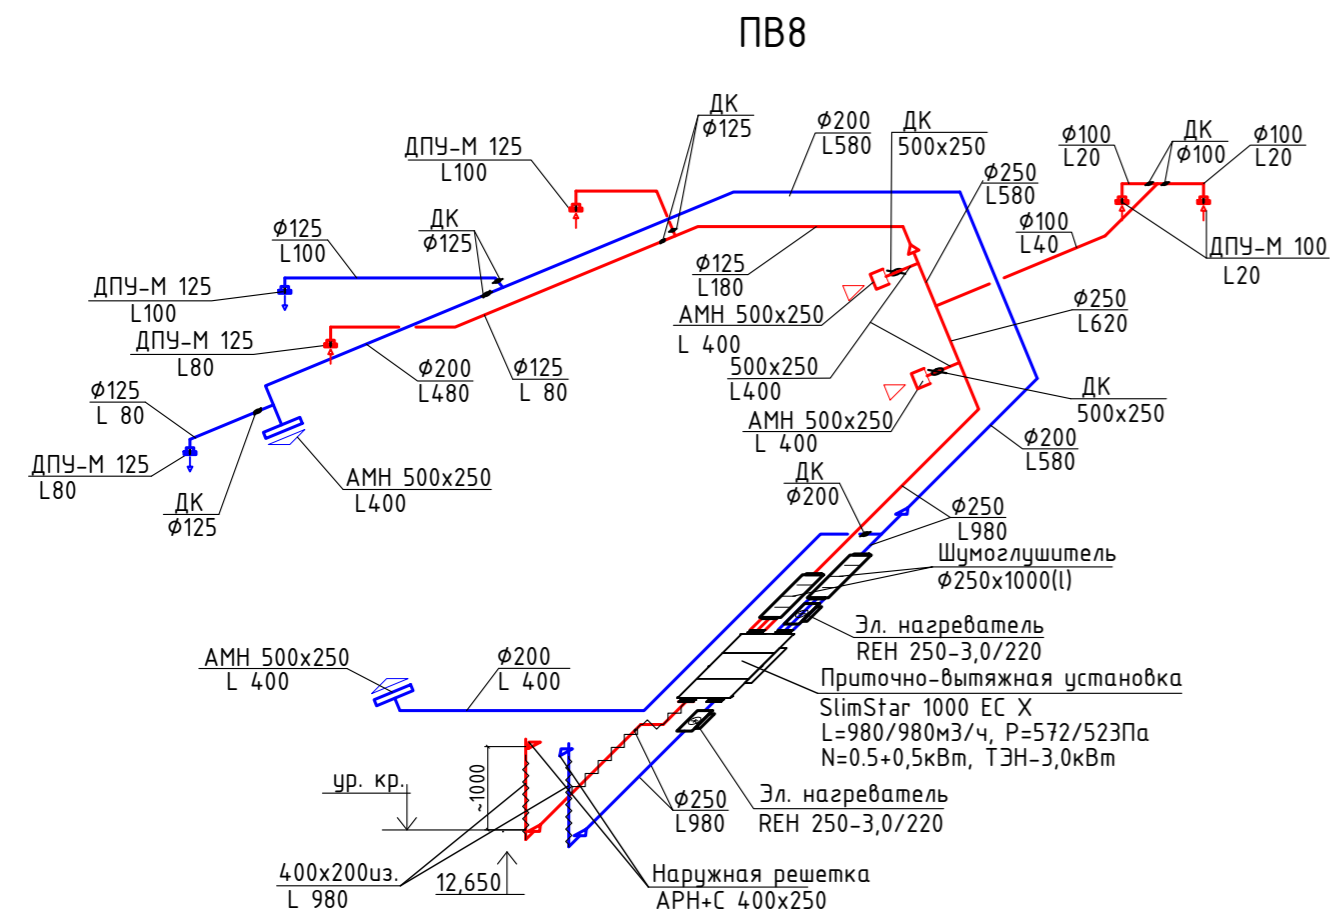 ПВ8
ДК
Ф125
ДПУ-М 125
L100
Ф200
L580
ДК
500х250
Ф250
L580
Ф100
L20
ДК
Ф100
Ф100
L20
Ф125
L100
ДК
Ф125
Ф100
L40
ДПУ-М 100
L20
ДПУ-М 125
L100
Ф125
L180
АМН 500х250
L 400
Ф250
L620
ДПУ-М 125
L80
Ф200
L480
Ф125
L 80
500х250
L400
ДК
500х250
Ф125
L 80
АМН 500х250
L 400
Ф200
L580
ДПУ-М 125
L80
АМН 500х250
L400
ДК
Ф125
ДК
Ф200
Ф250
L980
Шумоглушитель
Ф250х1000(l)
Эл. нагреватель
REH 250-3,0/220
АМН 500х250
L 400
Ф200
L 400
Приточно-вытяжная установка
SlimStar 1000 EC X
L=980/980м3/ч, P=572/523Па
N=0.5+0,5кВт, ТЭН-3,0кВт
ур. кр.
~1000
Ф250
L980
Эл. нагреватель
REH 250-3,0/220
400х200из.
L 980
12,650
Наружная решетка
АРН+С 400х250